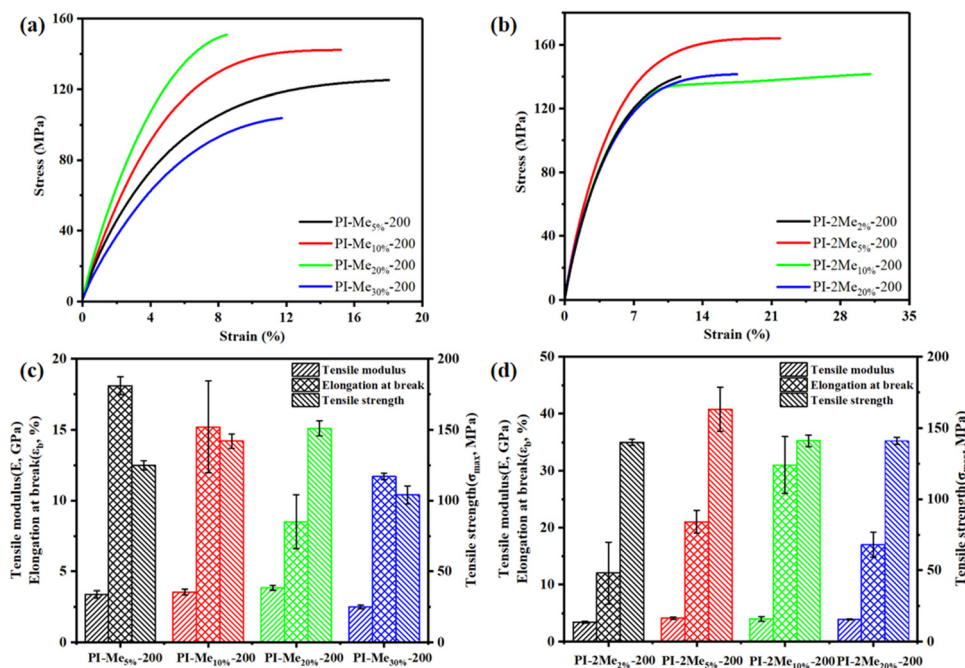 (a)
160
120
80
40
0
0 4 8 12 16 20
Stress (MPa)
Strain (%)
PI-Me5%-200
PI-Me10%-200
PI-Me20%-200
PI-Me30%-200
(b)
160
120
80
40
0
0 7 14 21 28 35
Stress (MPa)
Strain (%)
PI-2Me2%-200
PI-2Me5%-200
PI-2Me10%-200
PI-2Me20%-200
(c)
20
15
10
5
0
Tensile modulus(E, GPa)
Elongation at break(εb, %)
Tensile modulus
Elongation at break
Tensile strength
200
150
100
50
0
Tensile strength(σmax, MPa)
PI-Me5%-200 PI-Me10%-200 PI-Me20%-200 PI-Me30%-200
(d)
50
40
30
20
10
0
Tensile modulus(E, GPa)
Elongation at break(εb, %)
Tensile modulus
Elongation at break
Tensile strength
200
150
100
50
0
Tensile strength(σmax, MPa)
PI-2Me2%-200 PI-2Me5%-200 PI-2Me10%-200 PI-2Me20%-200